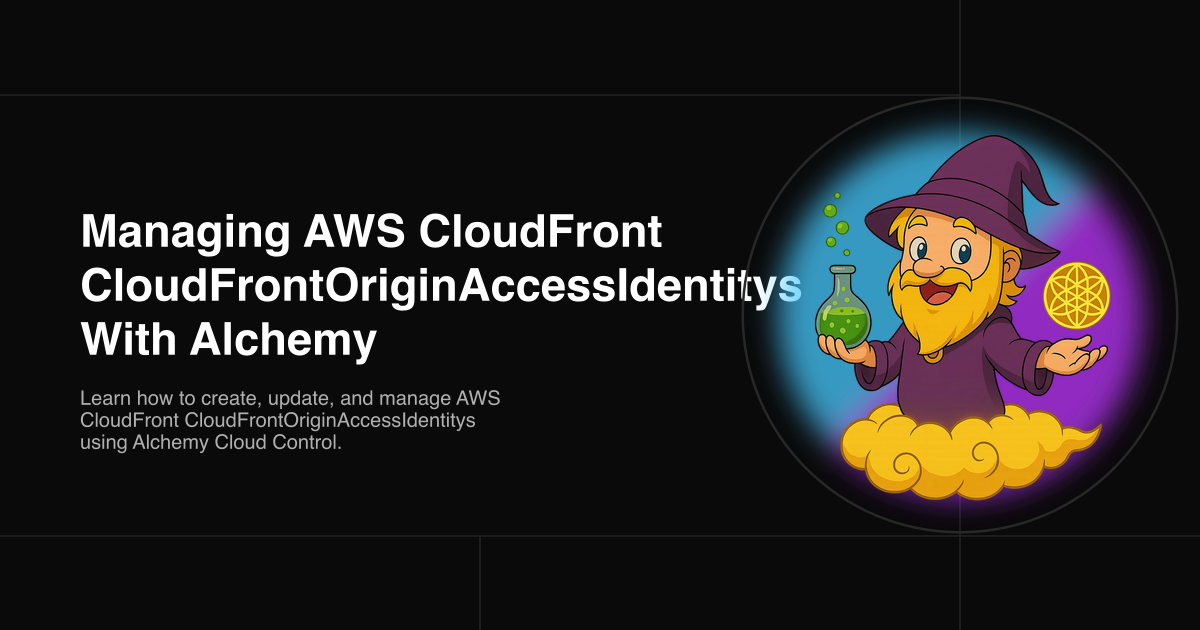 Managing AWS CloudFront
CloudFrontOriginAccessIdentitys
With Alchemy
Learn how to create, update, and manage AWS
CloudFront CloudFrontOriginAccessIdentitys
using Alchemy Cloud Control.